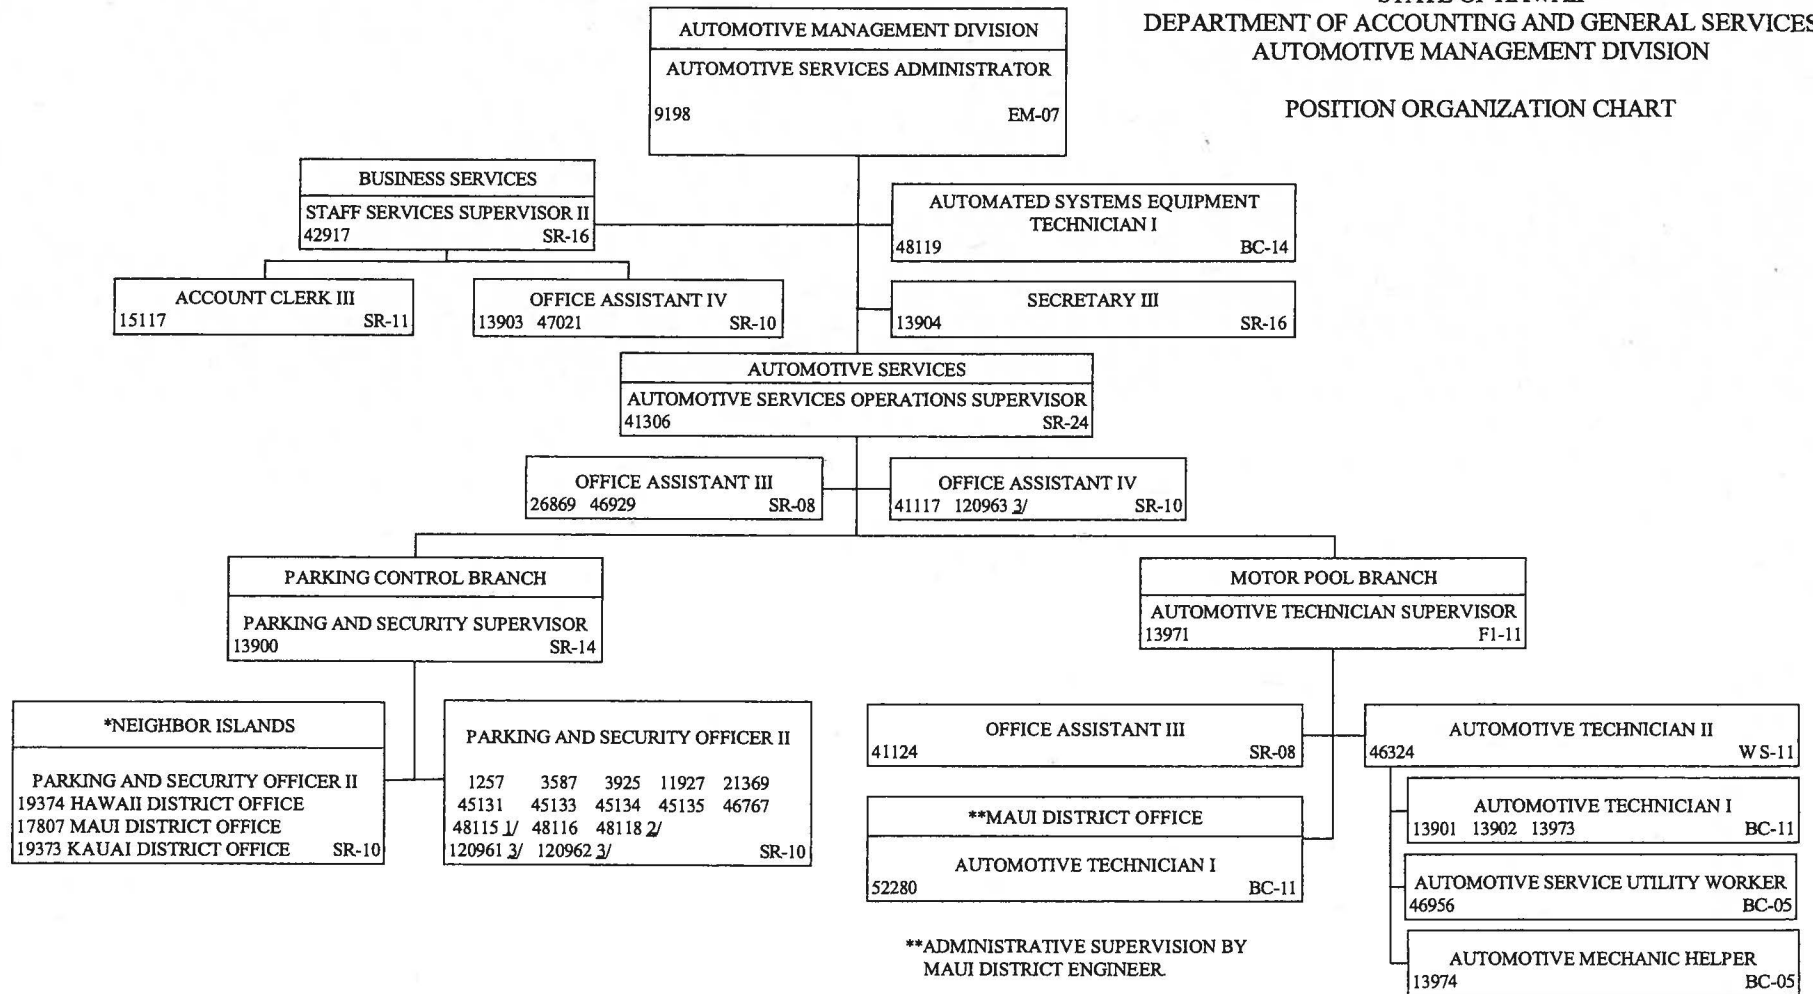 DEPARTMENT OF ACCOUNTING AND GENERAL SERVICES
AUTOMOTIVE MANAGEMENT DIVISION
POSITION ORGANIZATION CHART
AUTOMOTIVE MANAGEMENT DIVISION
AUTOMOTIVE SERVICES ADMINISTRATOR
9198 EM-07
BUSINESS SERVICES
STAFF SERVICES SUPERVISOR II
42917 SR-16
AUTOMATED SYSTEMS EQUIPMENT
TECHNICIAN I
48119 BC-14
ACCOUNT CLERK III
15117 SR-11
OFFICE ASSISTANT IV
13903 47021 SR-10
SECRETARY III
13904 SR-16
AUTOMOTIVE SERVICES
AUTOMOTIVE SERVICES OPERATIONS SUPERVISOR
41306 SR-24
OFFICE ASSISTANT III
26869 46929 SR-08
OFFICE ASSISTANT IV
41117 120963 3/ SR-10
PARKING CONTROL BRANCH
PARKING AND SECURITY SUPERVISOR
13900 SR-14
MOTOR POOL BRANCH
AUTOMOTIVE TECHNICIAN SUPERVISOR
13971 F1-11
*NEIGHBOR ISLANDS
PARKING AND SECURITY OFFICER II
19374 HAWAII DISTRICT OFFICE
17807 MAUI DISTRICT OFFICE
19373 KAUAI DISTRICT OFFICE SR-10
PARKING AND SECURITY OFFICER II
1257 3587 3925 11927 21369
45131 45133 45134 45135 46767
48115 1/ 48116 48118 2/
120961 3/ 120962 3/ SR-10
OFFICE ASSISTANT III
41124 SR-08
**MAUI DISTRICT OFFICE
AUTOMOTIVE TECHNICIAN I
52280 BC-11
**ADMINISTRATIVE SUPERVISION BY
MAUI DISTRICT ENGINEER.
AUTOMOTIVE TECHNICIAN II
46324 WS-11
AUTOMOTIVE TECHNICIAN I
13901 13902 13973 BC-11
AUTOMOTIVE SERVICE UTILITY WORKER
46956 BC-05
AUTOMOTIVE MECHANIC HELPER
13974 BC-05